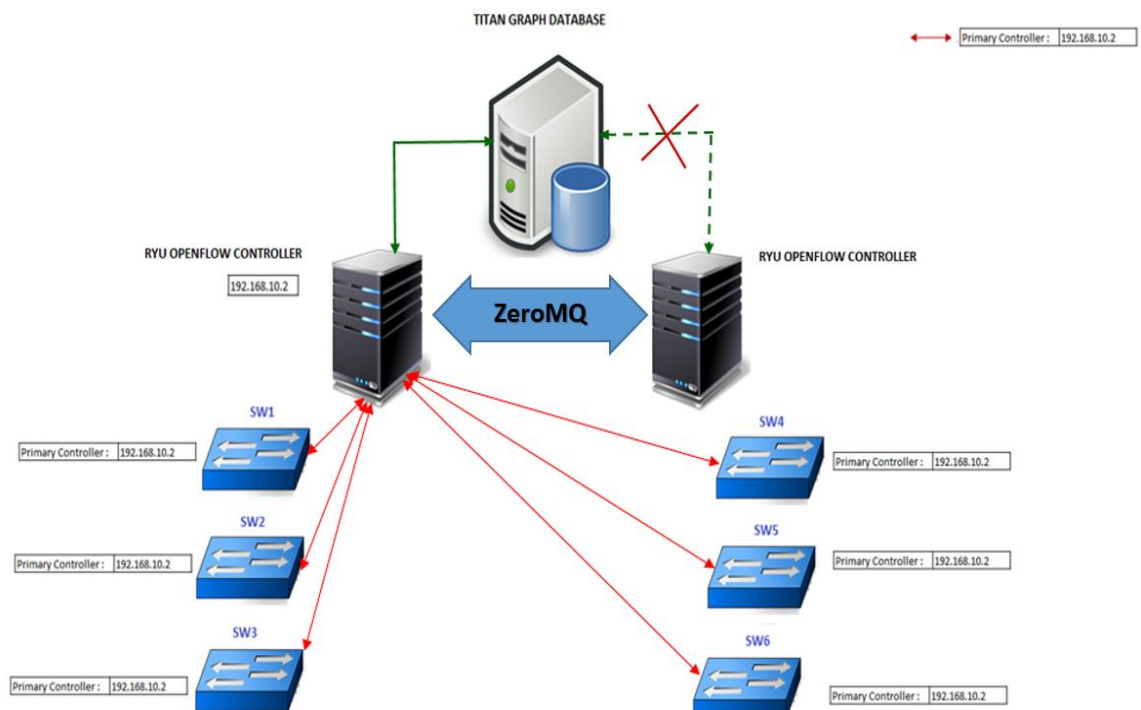 TITAN GRAPH DATABASE
Primary Controller : 192.168.10.2
RYU OPENFLOW CONTROLLER
192.168.10.2
RYU OPENFLOW CONTROLLER
ZeroMQ
SW1
Primary Controller : 192.168.10.2
SW4
Primary Controller : 192.168.10.2
SW2
Primary Controller : 192.168.10.2
SW5
Primary Controller : 192.168.10.2
SW3
Primary Controller : 192.168.10.2
SW6
Primary Controller : 192.168.10.2